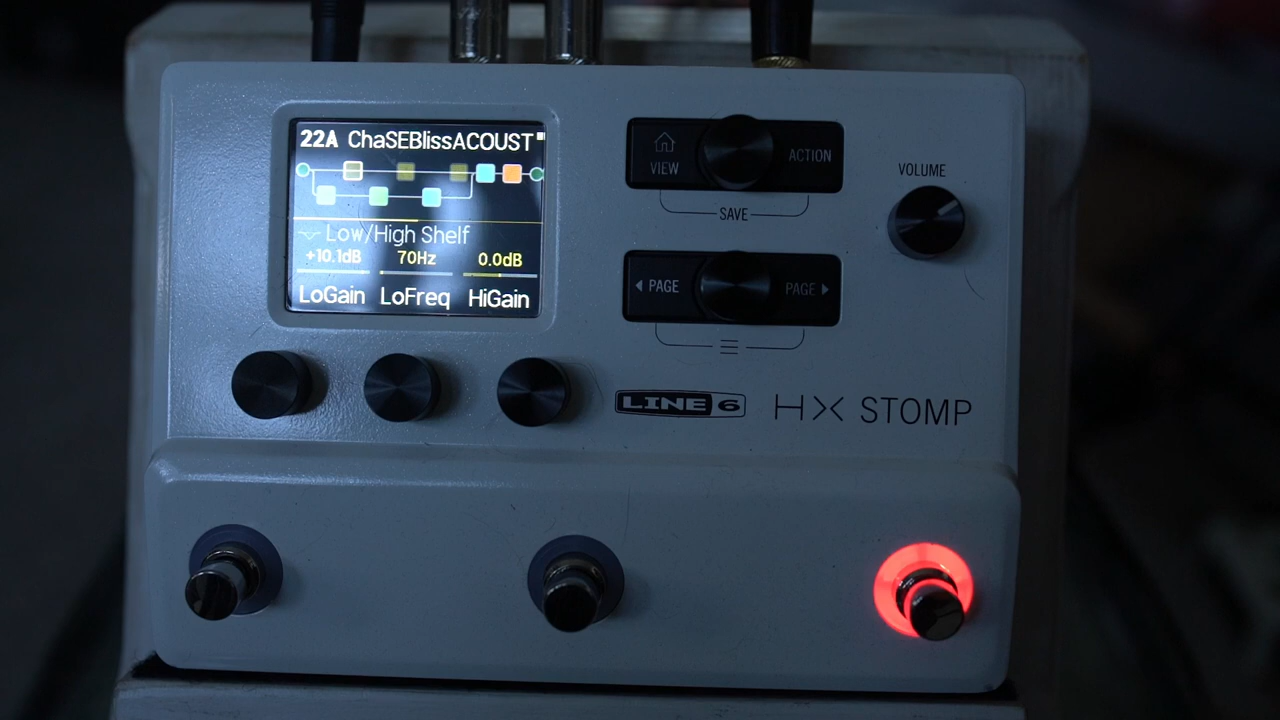 22A ChaSEBlissACOUST
Low/High Shelf
+10.1dB 70Hz 0.0dB
LoGain LoFreq HiGain
VIEW ACTION
SAVE
PAGE PAGE
VOLUME
LINE 6 HX STOMP